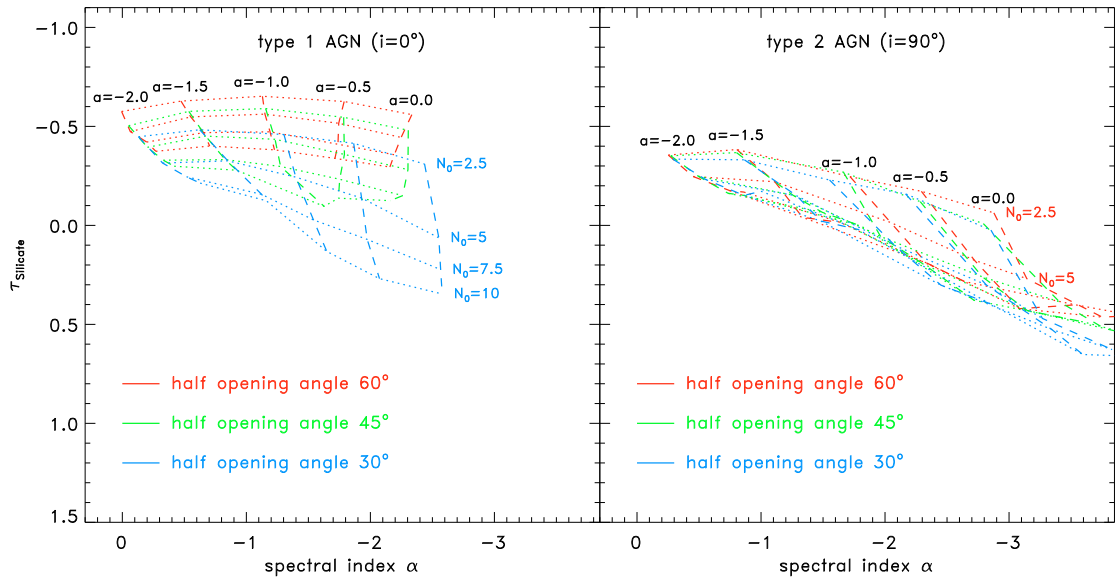 type 1 AGN (i=0°)
type 2 AGN (i=90°)
a=−2.0
a=−1.5
a=−1.0
a=−0.5
a=0.0
N₀=2.5
N₀=5
N₀=7.5
N₀=10
a=−2.0
a=−1.5
a=−1.0
a=−0.5
a=0.0
N₀=2.5
N₀=5
half opening angle 60°
half opening angle 45°
half opening angle 30°
half opening angle 60°
half opening angle 45°
half opening angle 30°
τSilicate
−1.0
−0.5
0.0
0.5
1.0
1.5
0 −1 −2 −3
0 −1 −2 −3
spectral index α
spectral index α